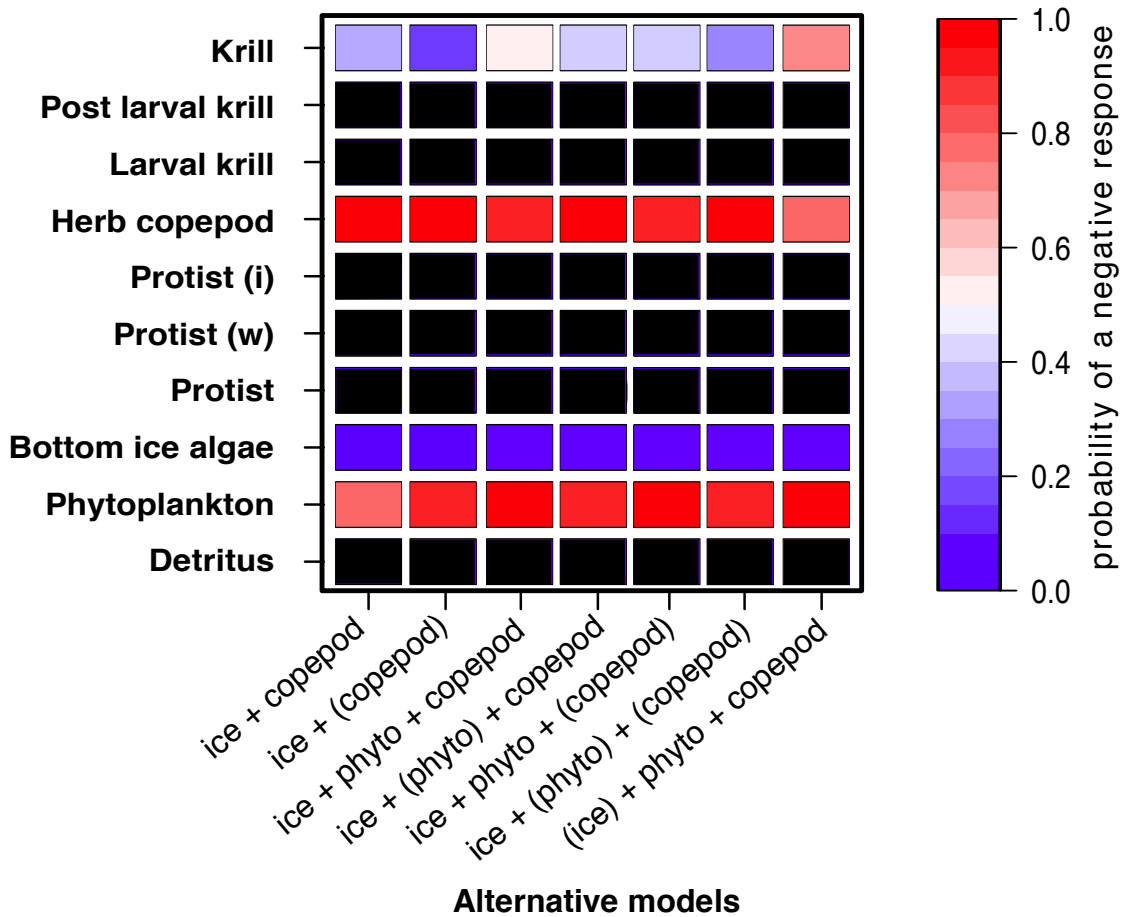 Krill
Post larval krill
Larval krill
Herb copepod
Protist (i)
Protist (w)
Protist
Bottom ice algae
Phytoplankton
Detritus
ice + copepod
ice + (copepod)
ice + phyto + copepod
ice + (phyto) + copepod
ice + phyto + (copepod)
ice + (phyto) + (copepod)
(ice) + phyto + copepod
Alternative models
1.0
0.8
0.6
0.4
0.2
0.0
probability of a negative response